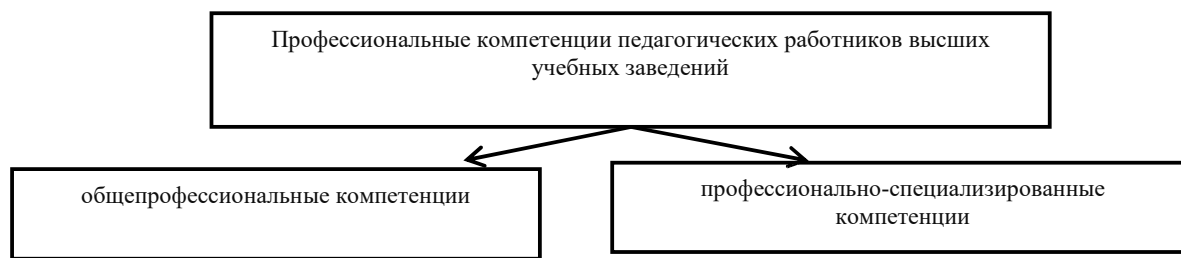 Профессиональные компетенции педагогических работников высших
учебных заведений
общепрофессиональные компетенции
профессионально-специализированные
компетенции